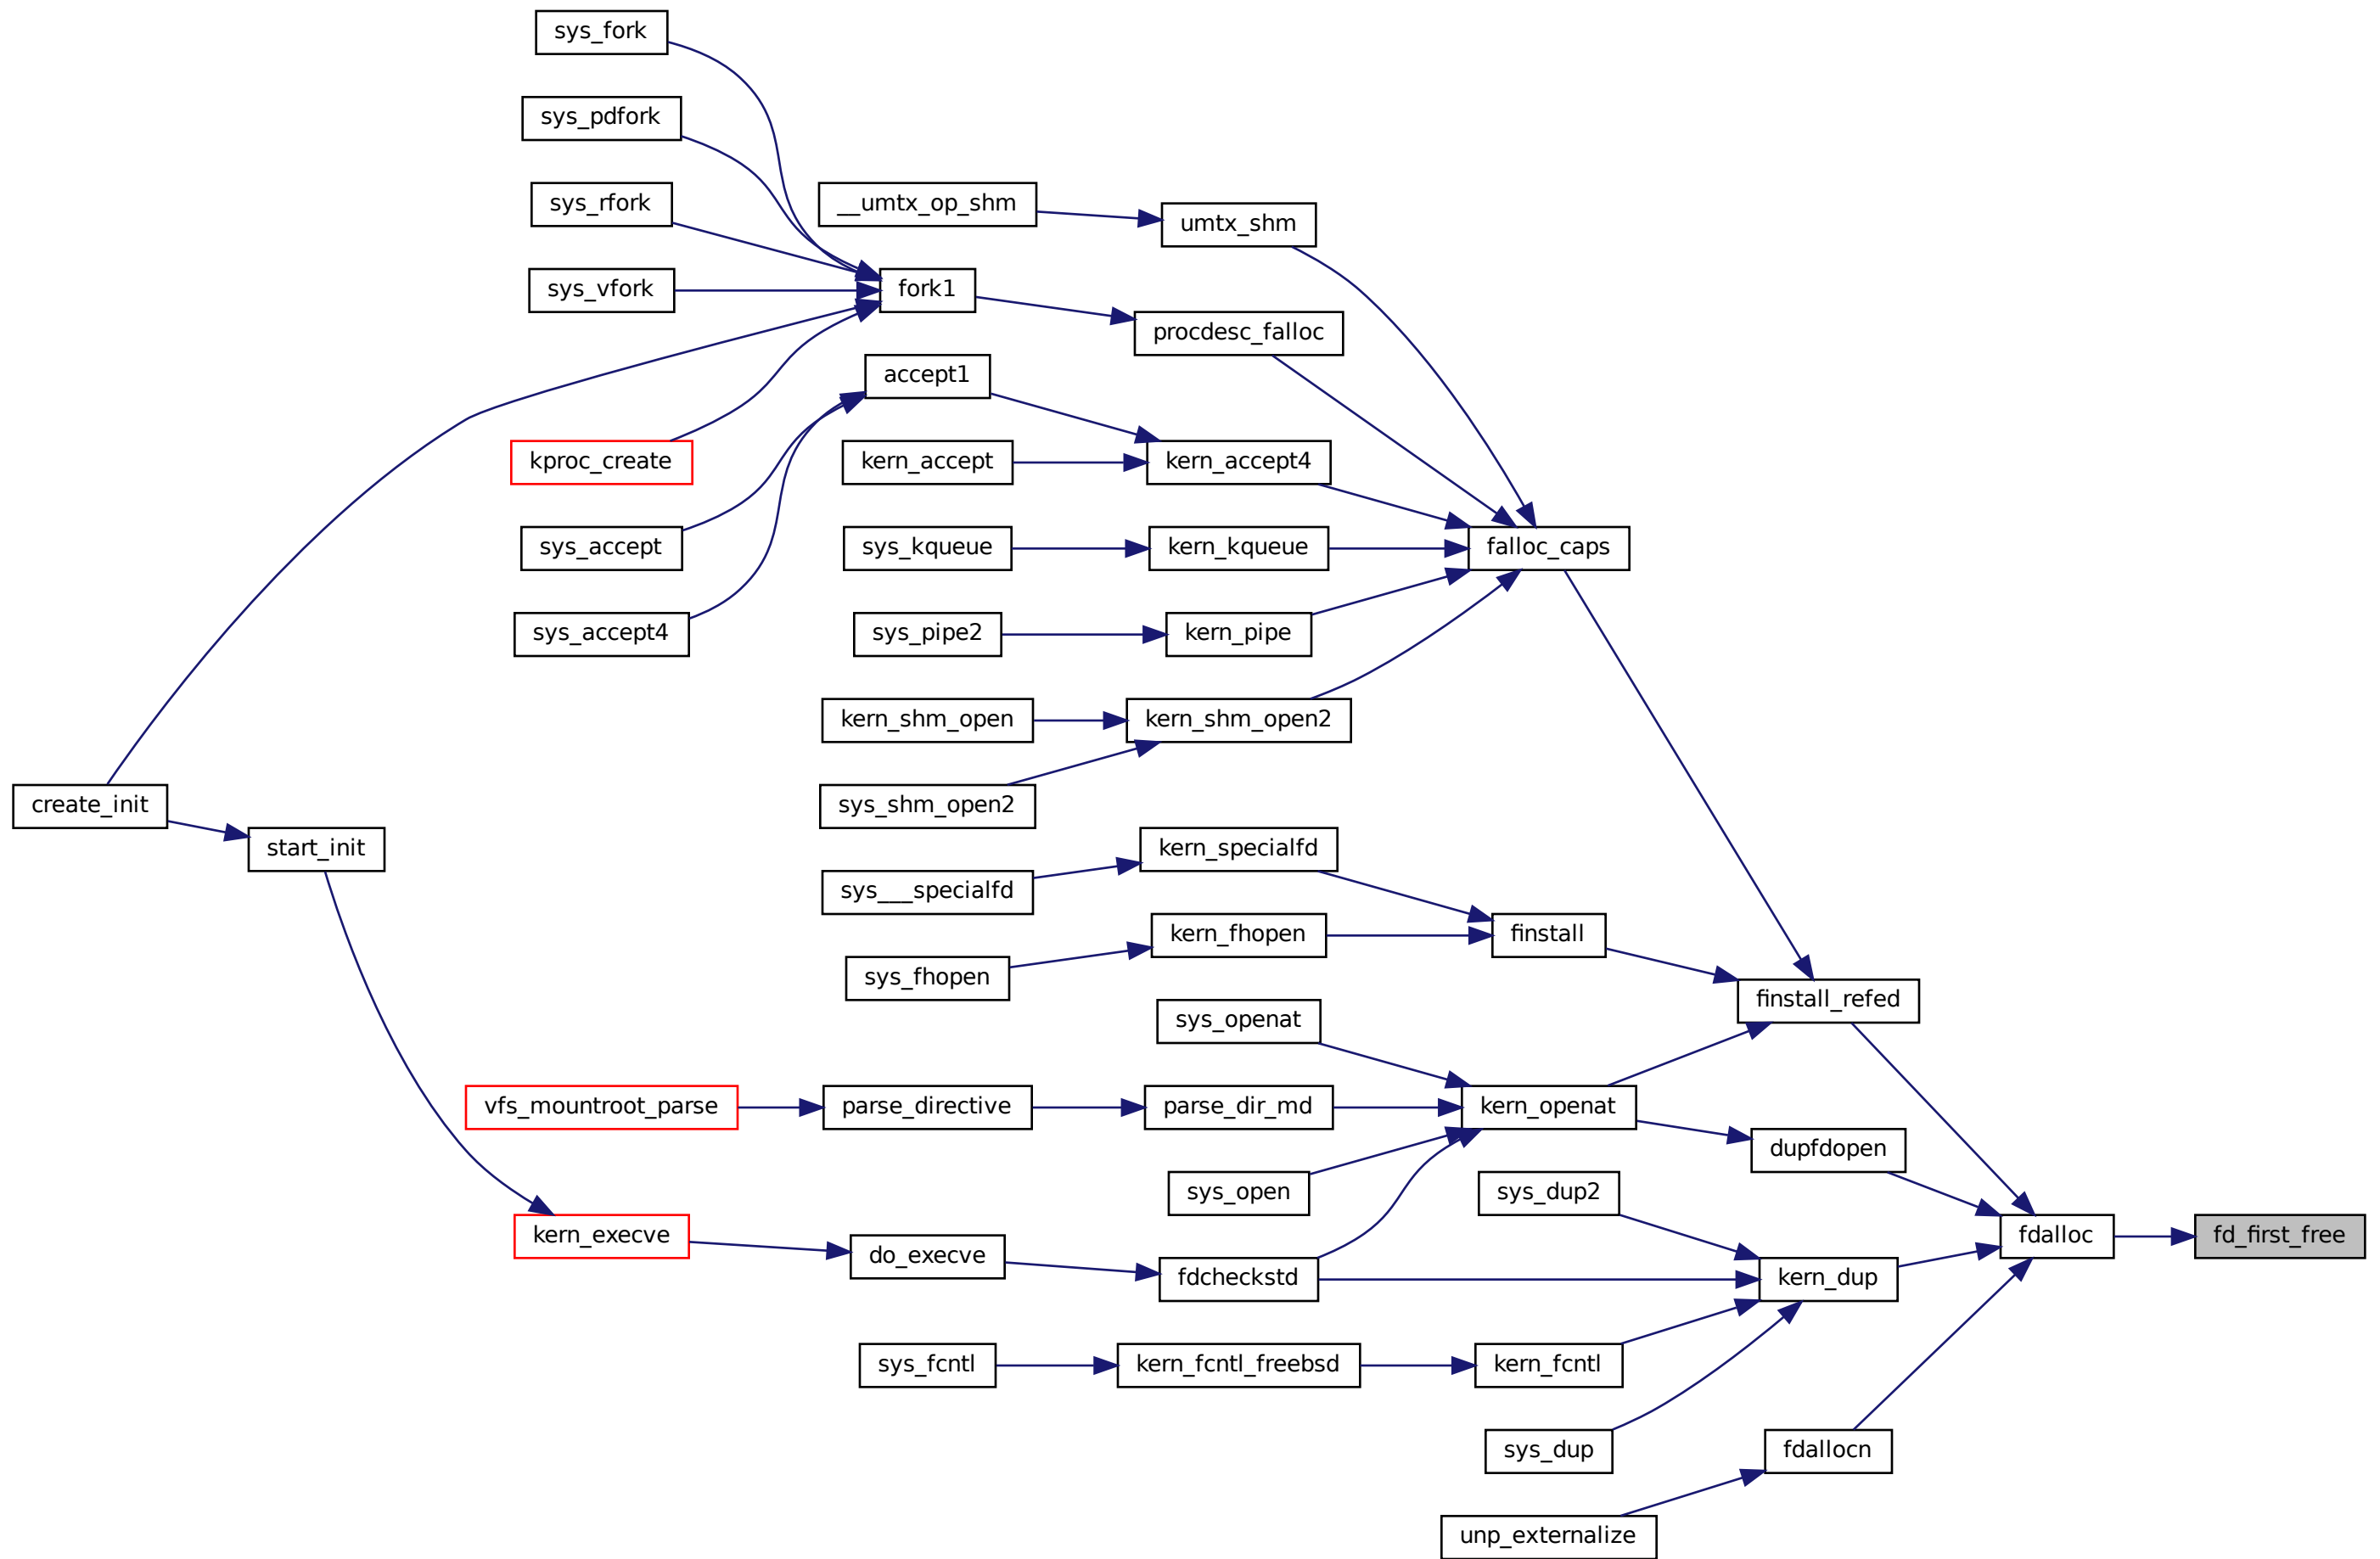 sys_fork
sys_pdfork
sys_rfork
__umtx_op_shm
umtx_shm
sys_vfork
fork1
procdesc_falloc
accept1
kproc_create
kern_accept
kern_accept4
sys_accept
sys_kqueue
kern_kqueue
falloc_caps
sys_accept4
sys_pipe2
kern_pipe
kern_shm_open
kern_shm_open2
create_init
sys_shm_open2
start_init
kern_specialfd
sys___specialfd
kern_fhopen
finstall
sys_fhopen
finstall_refed
sys_openat
vfs_mountroot_parse
parse_directive
parse_dir_md
kern_openat
dupfdopen
sys_open
sys_dup2
kern_execve
do_execve
fdalloc
fd_first_free
fdcheckstd
kern_dup
sys_fcntl
kern_fcntl_freebsd
kern_fcntl
sys_dup
fdallocn
unp_externalize